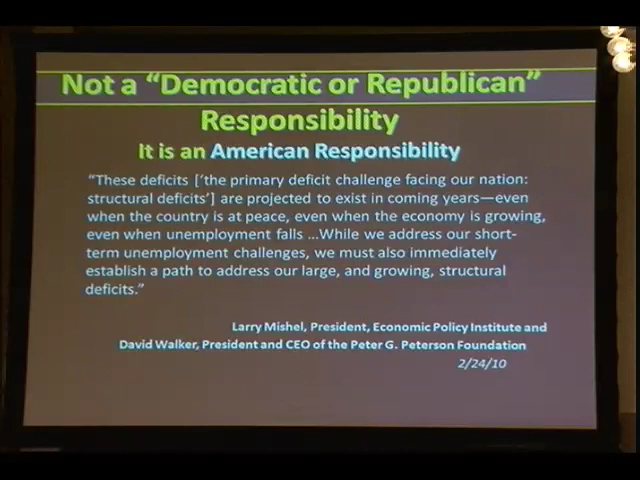 Not a “Democratic or Republican”
Responsibility
It is an American Responsibility
“These deficits [‘the primary deficit challenge facing our nation:
structural deficits’] are projected to exist in coming years—even
when the country is at peace, even when the economy is growing,
even when unemployment falls ...While we address our short-
term unemployment challenges, we must also immediately
establish a path to address our large, and growing, structural
deficits.”
Larry Mishel, President, Economic Policy Institute and
David Walker, President and CEO of the Peter G. Peterson Foundation
2/24/10